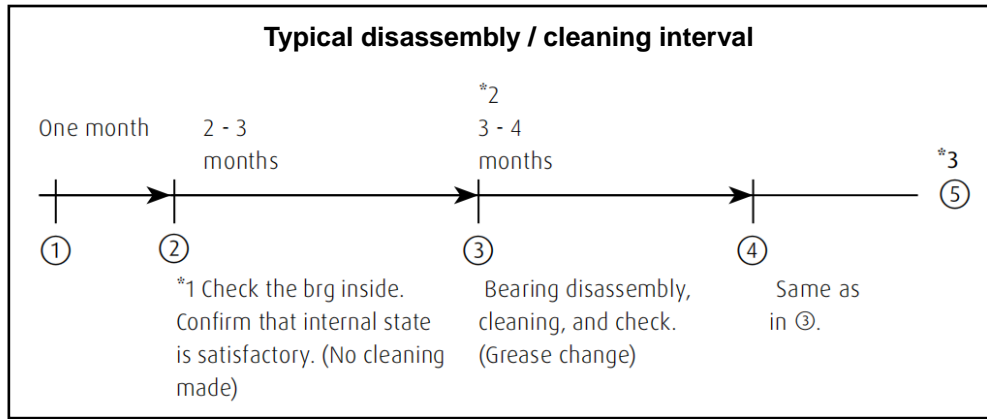 Typical disassembly / cleaning interval
One month
2 - 3
months
*2
3 - 4
months
*3
⑤
①
②
③
④
*1 Check the brg inside.
Confirm that internal state
is satisfactory. (No cleaning
made)
Bearing disassembly,
cleaning, and check.
(Grease change)
Same as
in ③.